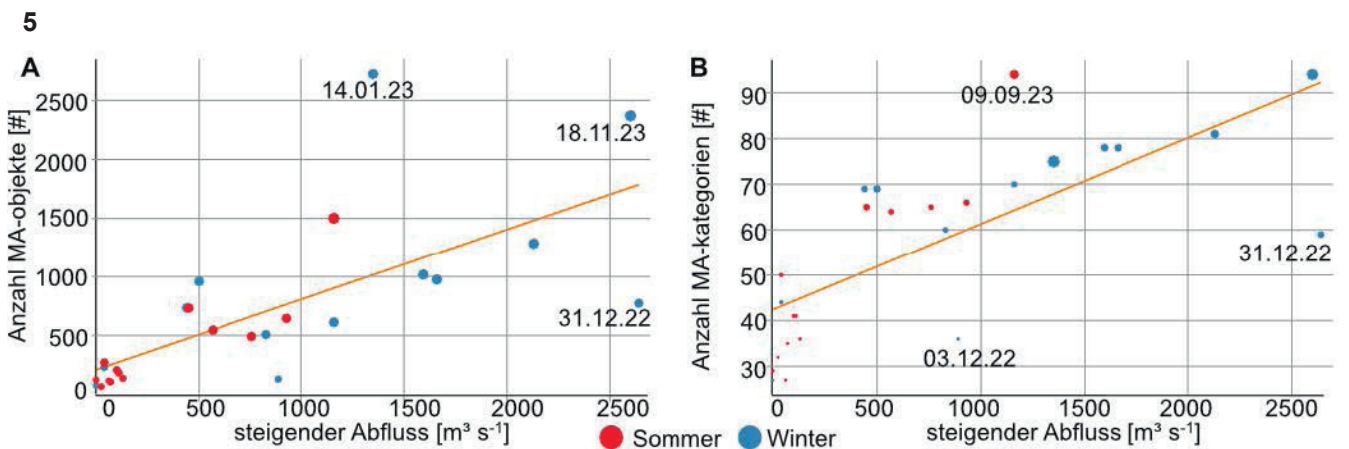 5
A
Anzahl MA-objekte [#]
2500
2000
1500
1000
500
0
14.01.23
18.11.23
31.12.22
0 500 1000 1500 2000 2500
steigender Abfluss [m³ s⁻¹]
B
Anzahl MA-kategorien [#]
90
80
70
60
50
40
30
09.09.23
31.12.22
03.12.22
0 500 1000 1500 2000 2500
steigender Abfluss [m³ s⁻¹]
Sommer Winter